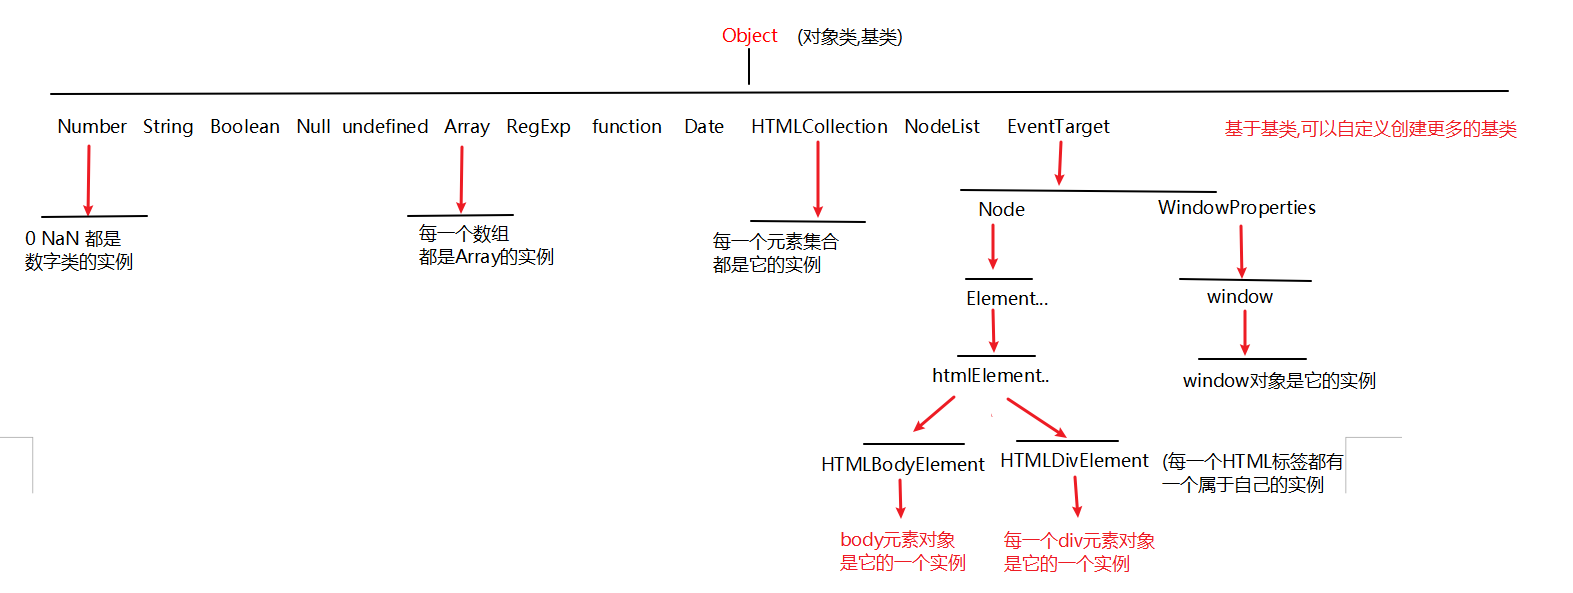 Object (对象类,基类)
Number String Boolean Null undefined Array RegExp function Date HTMLCollection NodeList EventTarget 基于基类,可以自定义创建更多的基类
0 NaN 都是
数字类的实例
每一个数组
都是Array的实例
每一个元素集合
都是它的实例
Node
WindowProperties
Element...
window
htmlElement..
window对象是它的实例
HTMLBodyElement
HTMLDivElement
(每一个HTML标签都有
一个属于自己的实例
body元素对象
是它的一个实例
每一个div元素对象
是它的一个实例